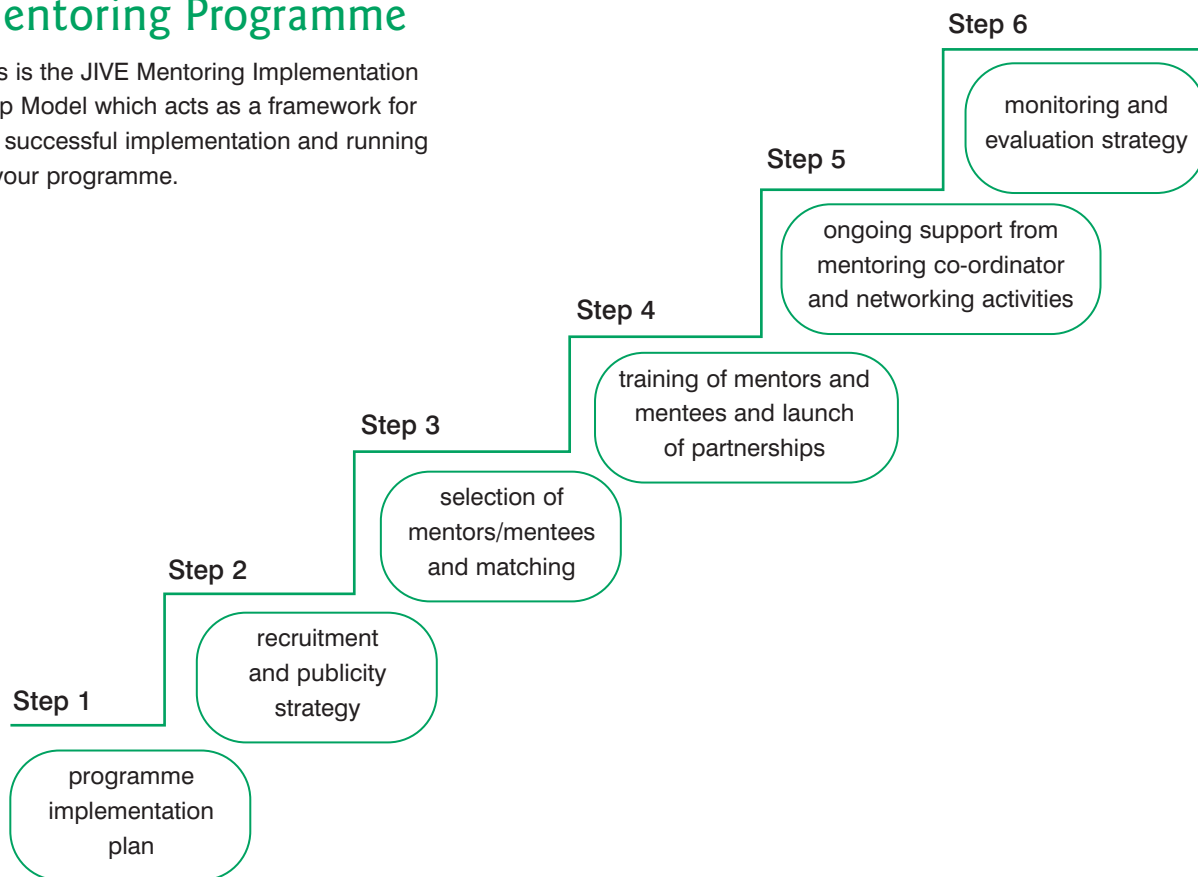 entoring Programme
s is the JIVE Mentoring Implementation
p Model which acts as a framework for
successful implementation and running
your programme.
Step 1
programme
implementation
plan
Step 2
recruitment
and publicity
strategy
Step 3
selection of
mentors/mentees
and matching
Step 4
training of mentors and
mentees and launch
of partnerships
Step 5
ongoing support from
mentoring co-ordinator
and networking activities
Step 6
monitoring and
evaluation strategy